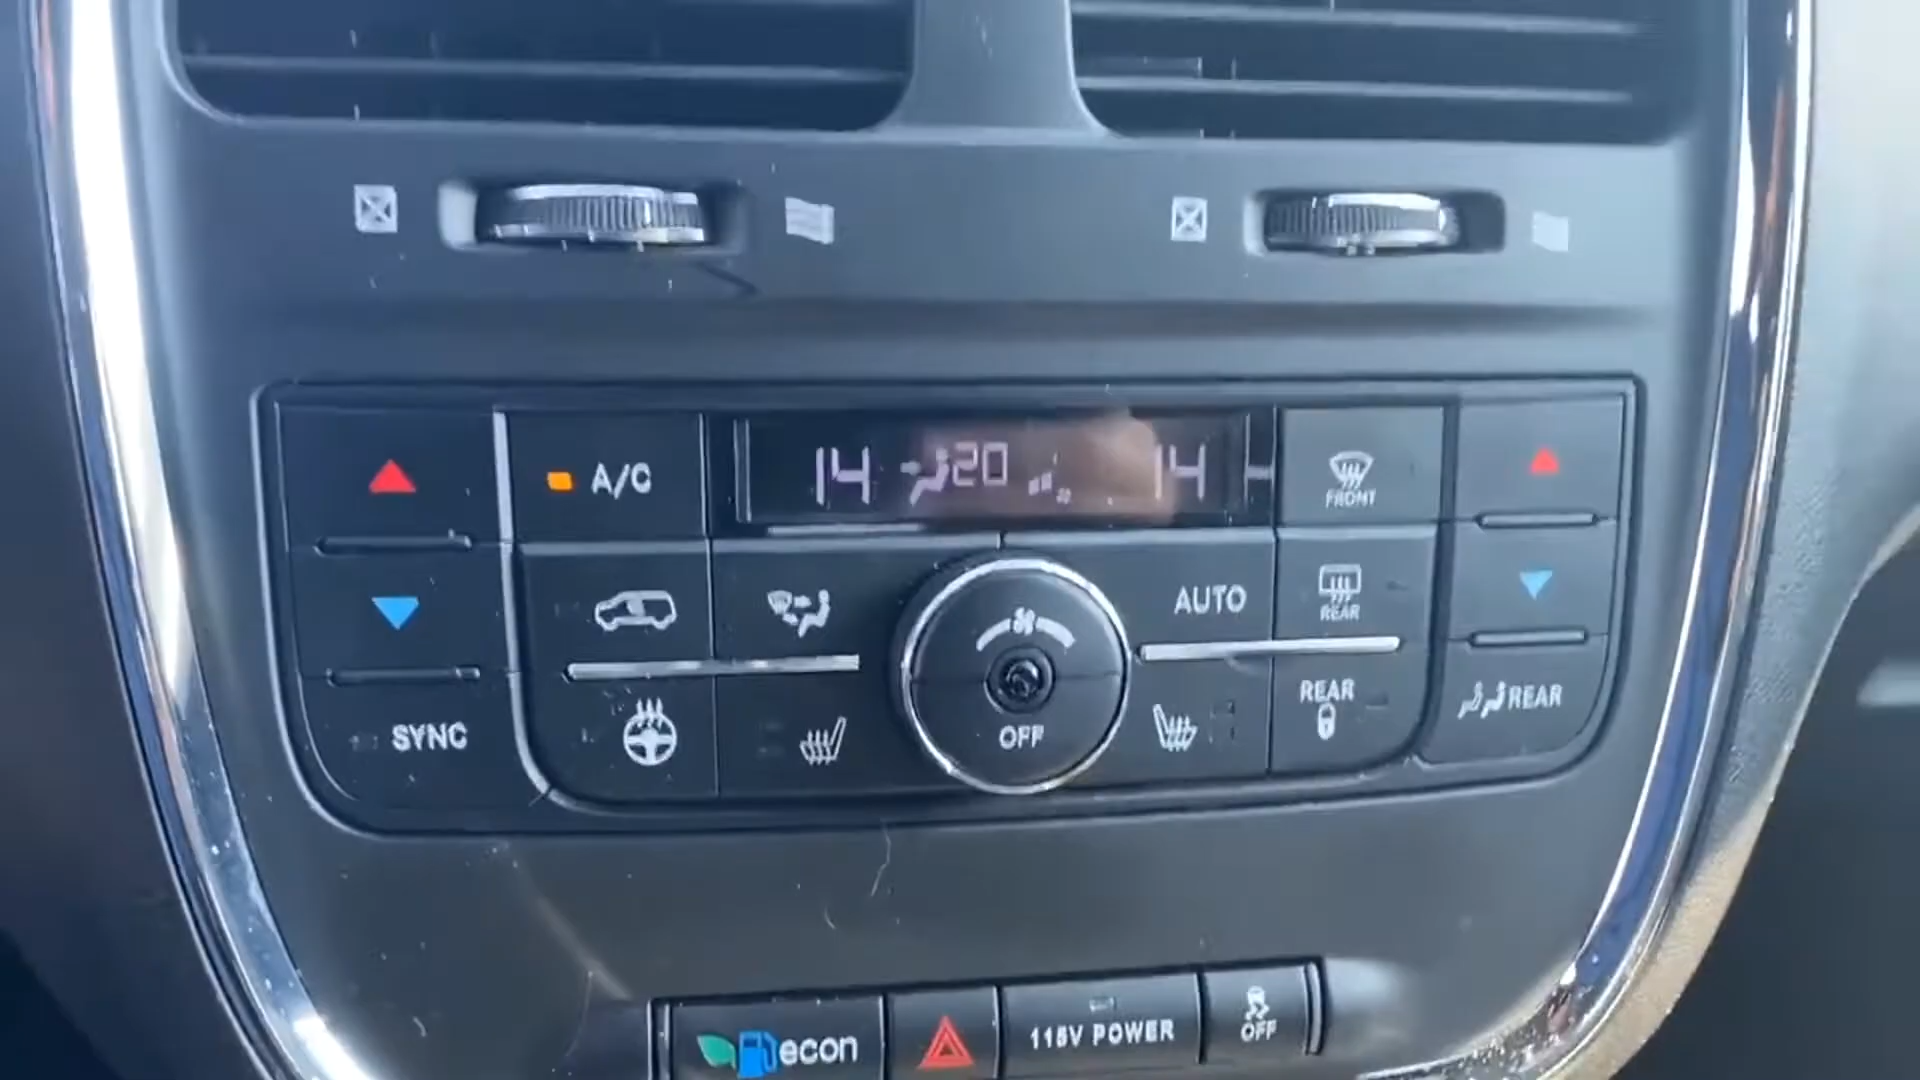 A/C
14 20 14
FRONT
AUTO
REAR
SYNC
OFF
REAR
REAR
econ
115V POWER
OFF